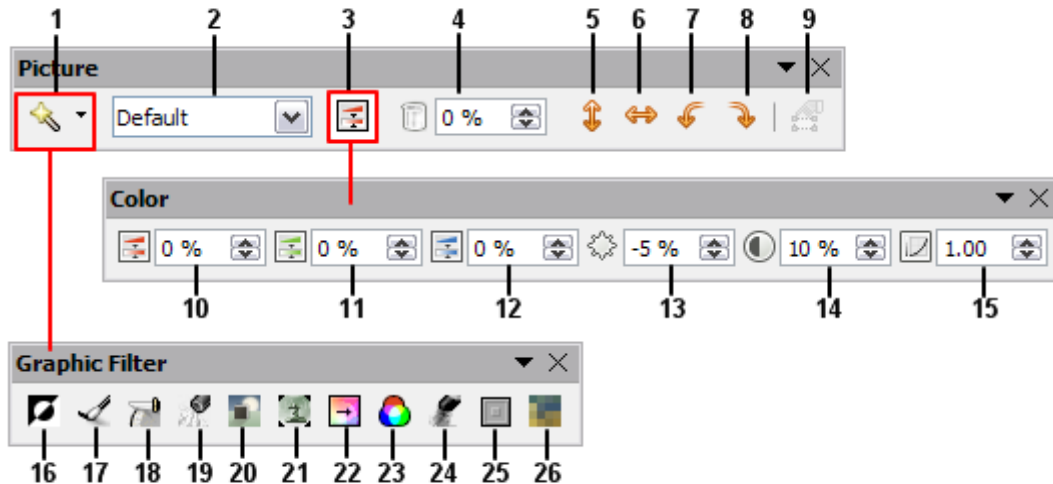 1 2 3 4 5 6 7 8 9
Picture
Default 0 %
Color
0 % 0 % 0 % -5 % 10 % 1.00
10 11 12 13 14 15
Graphic Filter
16 17 18 19 20 21 22 23 24 25 26